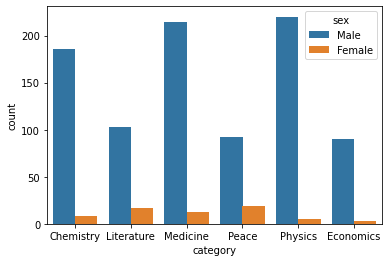 sex
Male
Female
200
150
100
50
0
count
Chemistry Literature Medicine Peace Physics Economics
category